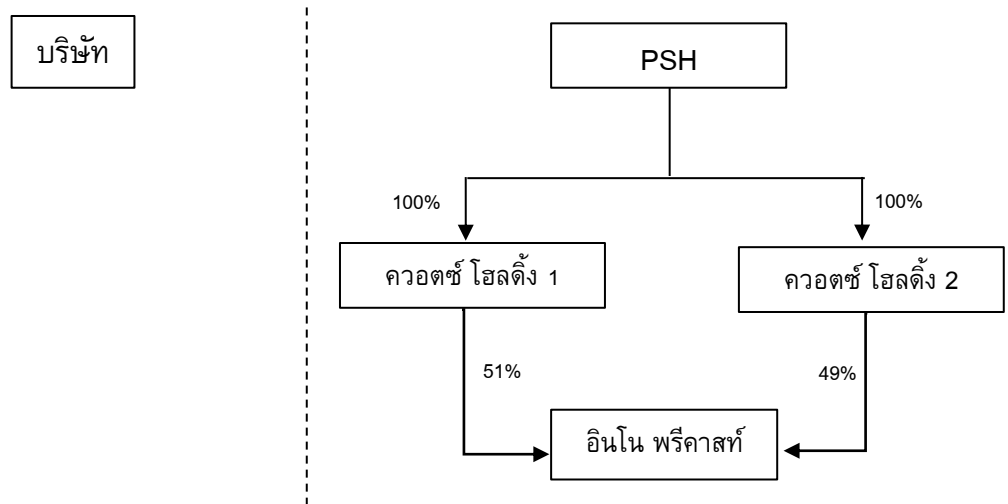 บริษัท
PSH
100%
100%
ควอตซ์ โฮลดิ้ง 1
ควอตซ์ โฮลดิ้ง 2
51%
49%
อินโน พรีคาสท์